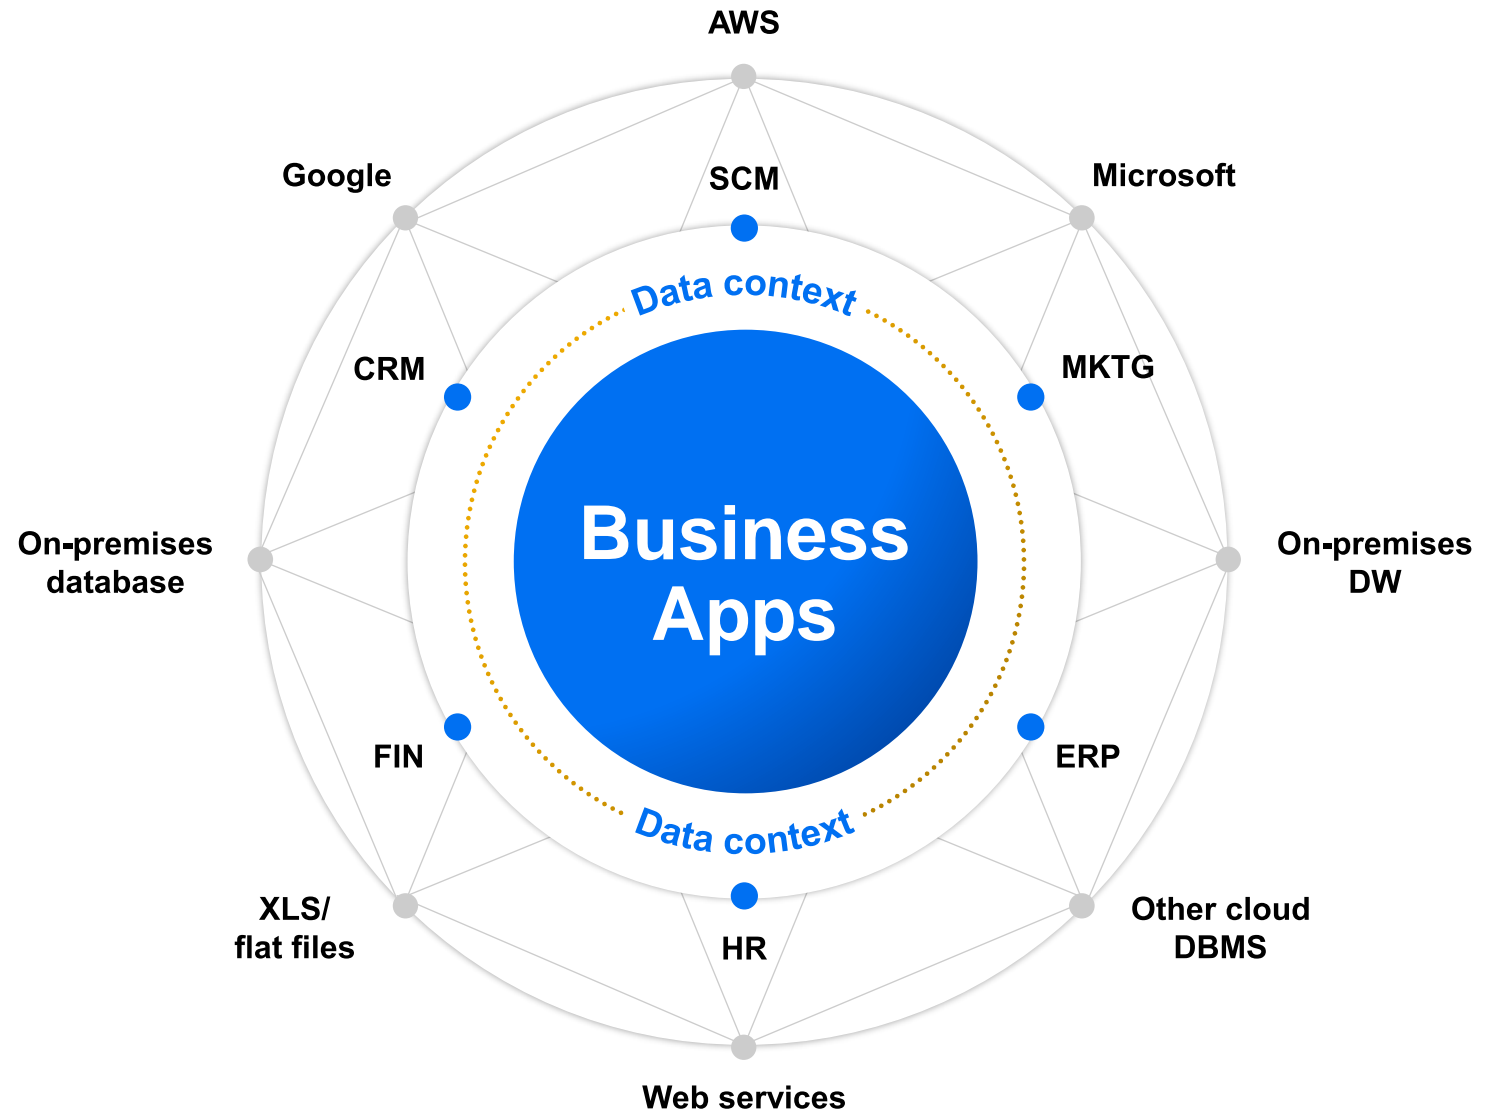 AWS
Google
Microsoft
SCM
Data context
CRM
MKTG
Business
Apps
On-premises
database
On-premises
DW
FIN
ERP
Data context
XLS/
flat files
HR
Other cloud
DBMS
Web services